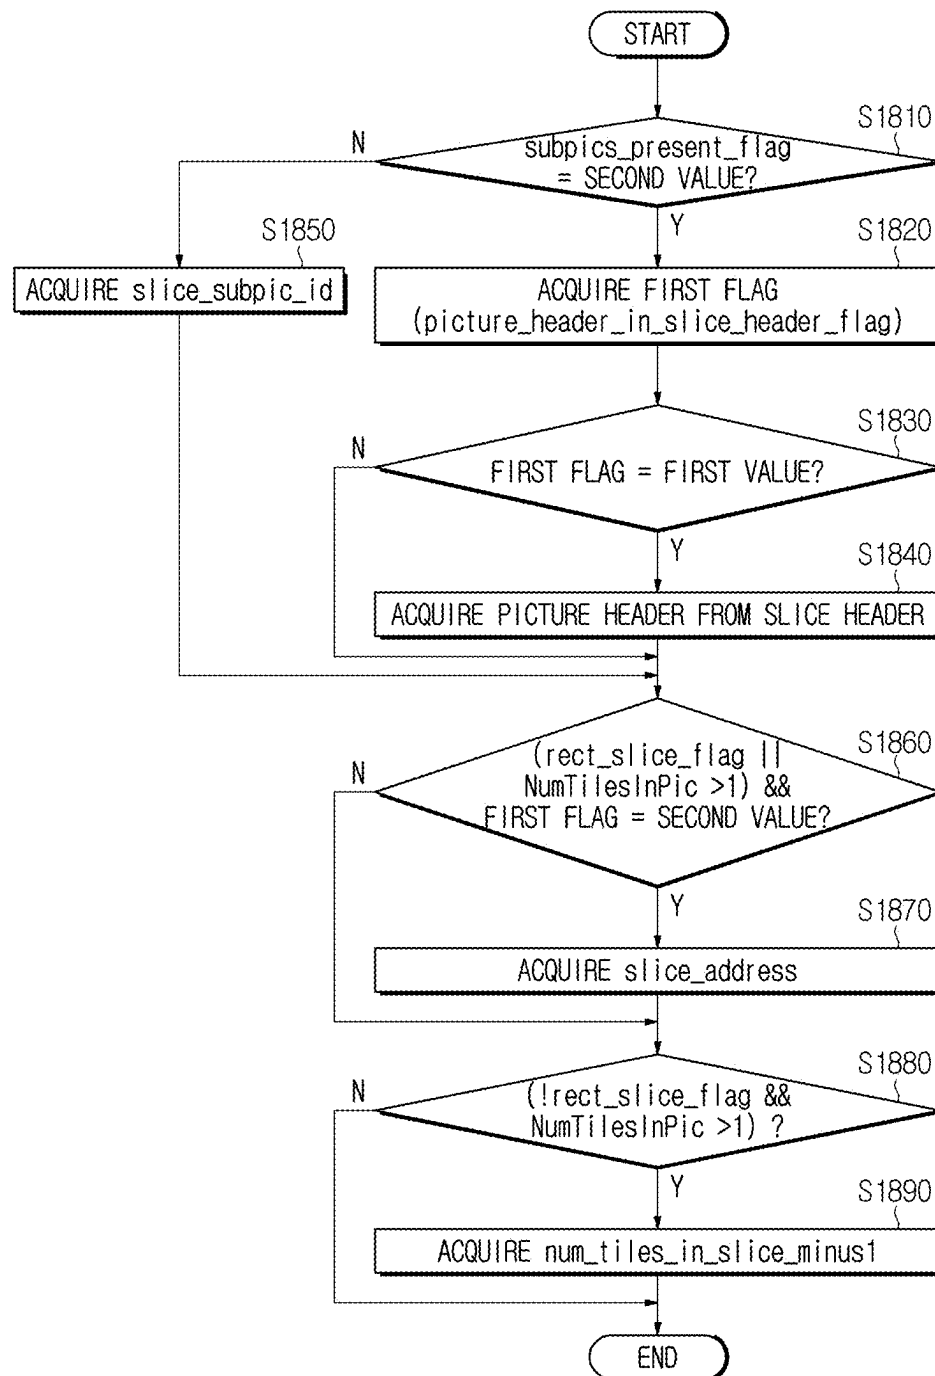 START
S1810
N
subpics_present_flag
= SECOND VALUE?
Y
S1850
S1820
ACQUIRE slice_subpic_id
ACQUIRE FIRST FLAG
(picture_header_in_slice_header_flag)
S1830
N
FIRST FLAG = FIRST VALUE?
Y
S1840
ACQUIRE PICTURE HEADER FROM SLICE HEADER
S1860
N
(rect_slice_flag ||
NumTilesInPic >1) &&
FIRST FLAG = SECOND VALUE?
Y
S1870
ACQUIRE slice_address
S1880
N
(!rect_slice_flag &&
NumTilesInPic >1) ?
Y
S1890
ACQUIRE num_tiles_in_slice_minus1
END